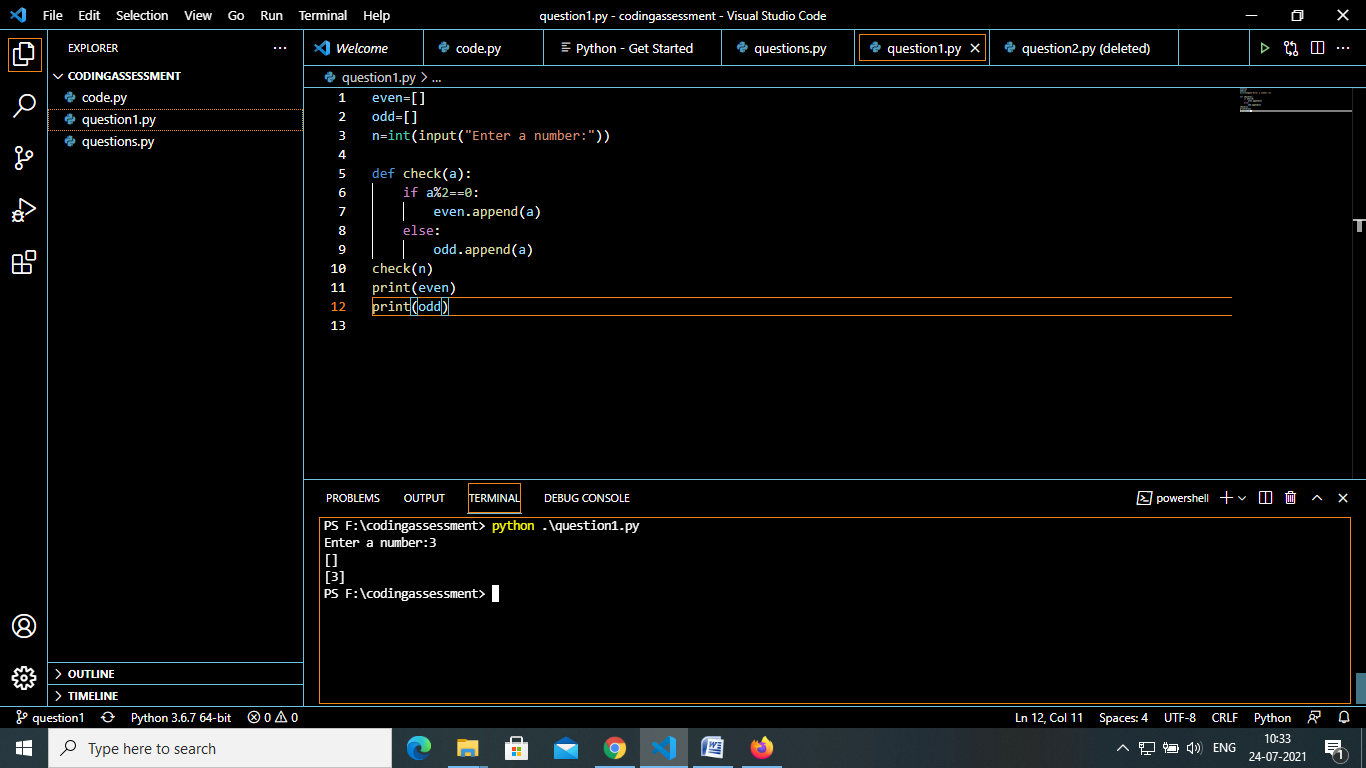 File Edit Selection View Go Run Terminal Help question1.py - codingassessment - Visual Studio Code
EXPLORER
CODINGASSESSMENT
code.py
question1.py
questions.py
OUTLINE
TIMELINE
Welcome code.py Python - Get Started questions.py question1.py question2.py (deleted)
question1.py > ...
1 even=[]
2 odd=[]
3 n=int(input("Enter a number:"))
4
5 def check(a):
6     if a%2==0:
7         even.append(a)
8     else:
9         odd.append(a)
10 check(n)
11 print(even)
12 print(odd)
13
PROBLEMS OUTPUT TERMINAL DEBUG CONSOLE powershell
PS F:\codingassessment> python .\question1.py
Enter a number:3
[]
[3]
PS F:\codingassessment>
question1 Python 3.6.7 64-bit 0 0 Ln 12, Col 11 Spaces: 4 UTF-8 CRLF Python
Type here to search ENG 10:33
24-07-2021 1